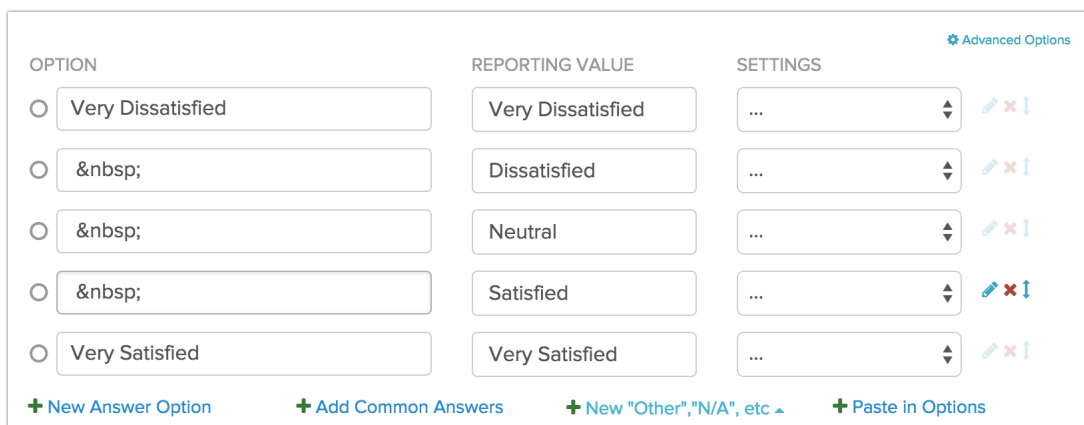 Advanced Options
OPTION REPORTING VALUE SETTINGS
Very Dissatisfied Very Dissatisfied ...
&nbsp; Dissatisfied ...
&nbsp; Neutral ...
&nbsp; Satisfied ...
Very Satisfied Very Satisfied ...
New Answer Option Add Common Answers New "Other","N/A", etc Paste in Options